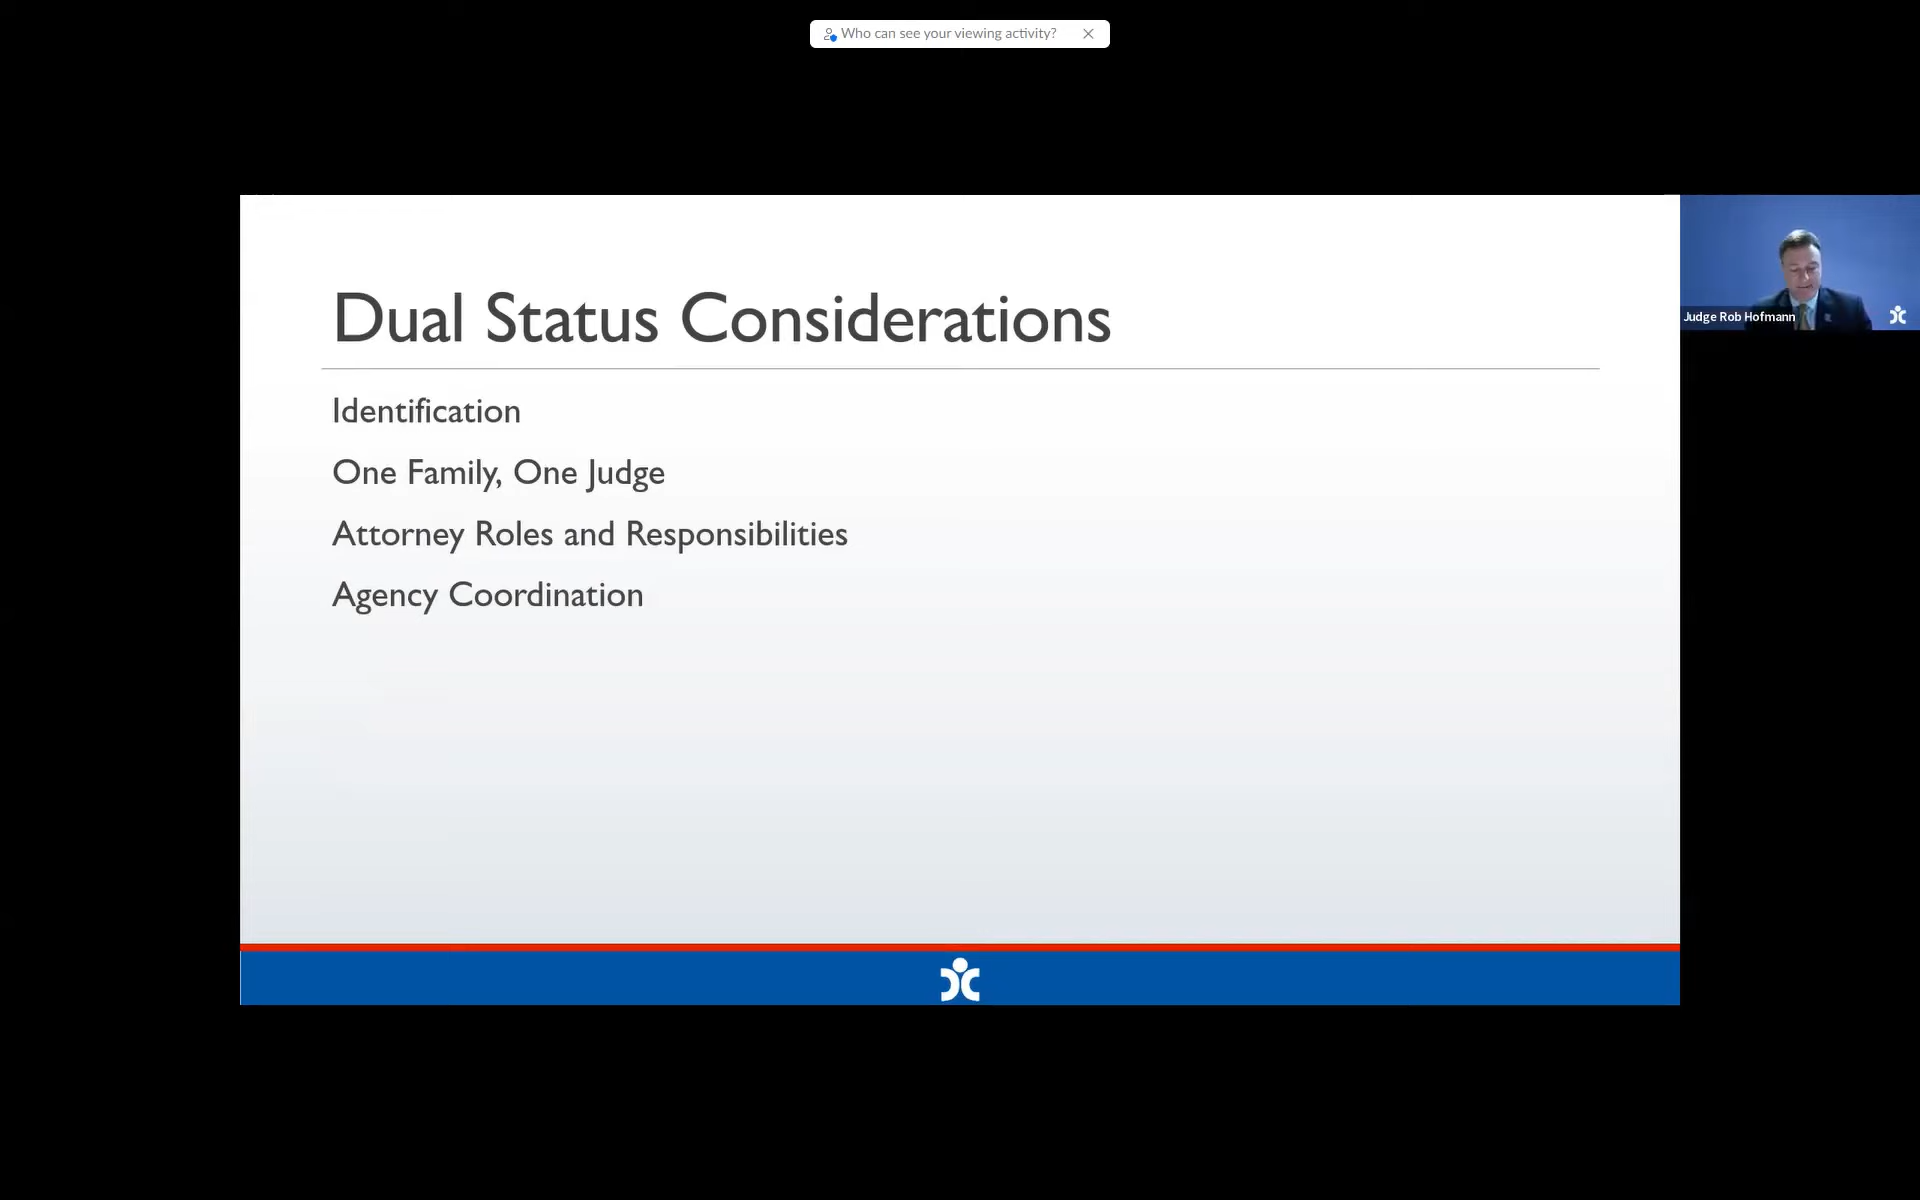 Who can see your viewing activity?
Dual Status Considerations
Identification
One Family, One Judge
Attorney Roles and Responsibilities
Agency Coordination
Judge Rob Hofmann